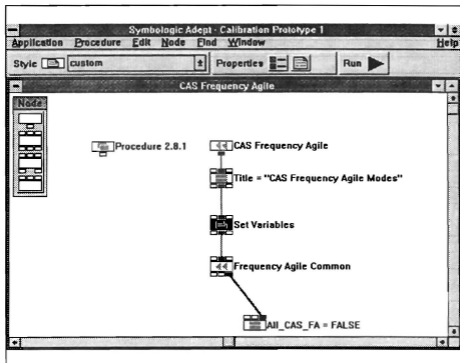 Symbologic Adept - Calibration Prototype 1
Application Procedure Edit Node Find Window Help
Style custom Properties Run
CAS Frequency Agile
Node
Procedure 2.8.1 CAS Frequency Agile
Title = "CAS Frequency Agile Modes"
Set Variables
Frequency Agile Common
All_CAS_FA = FALSE